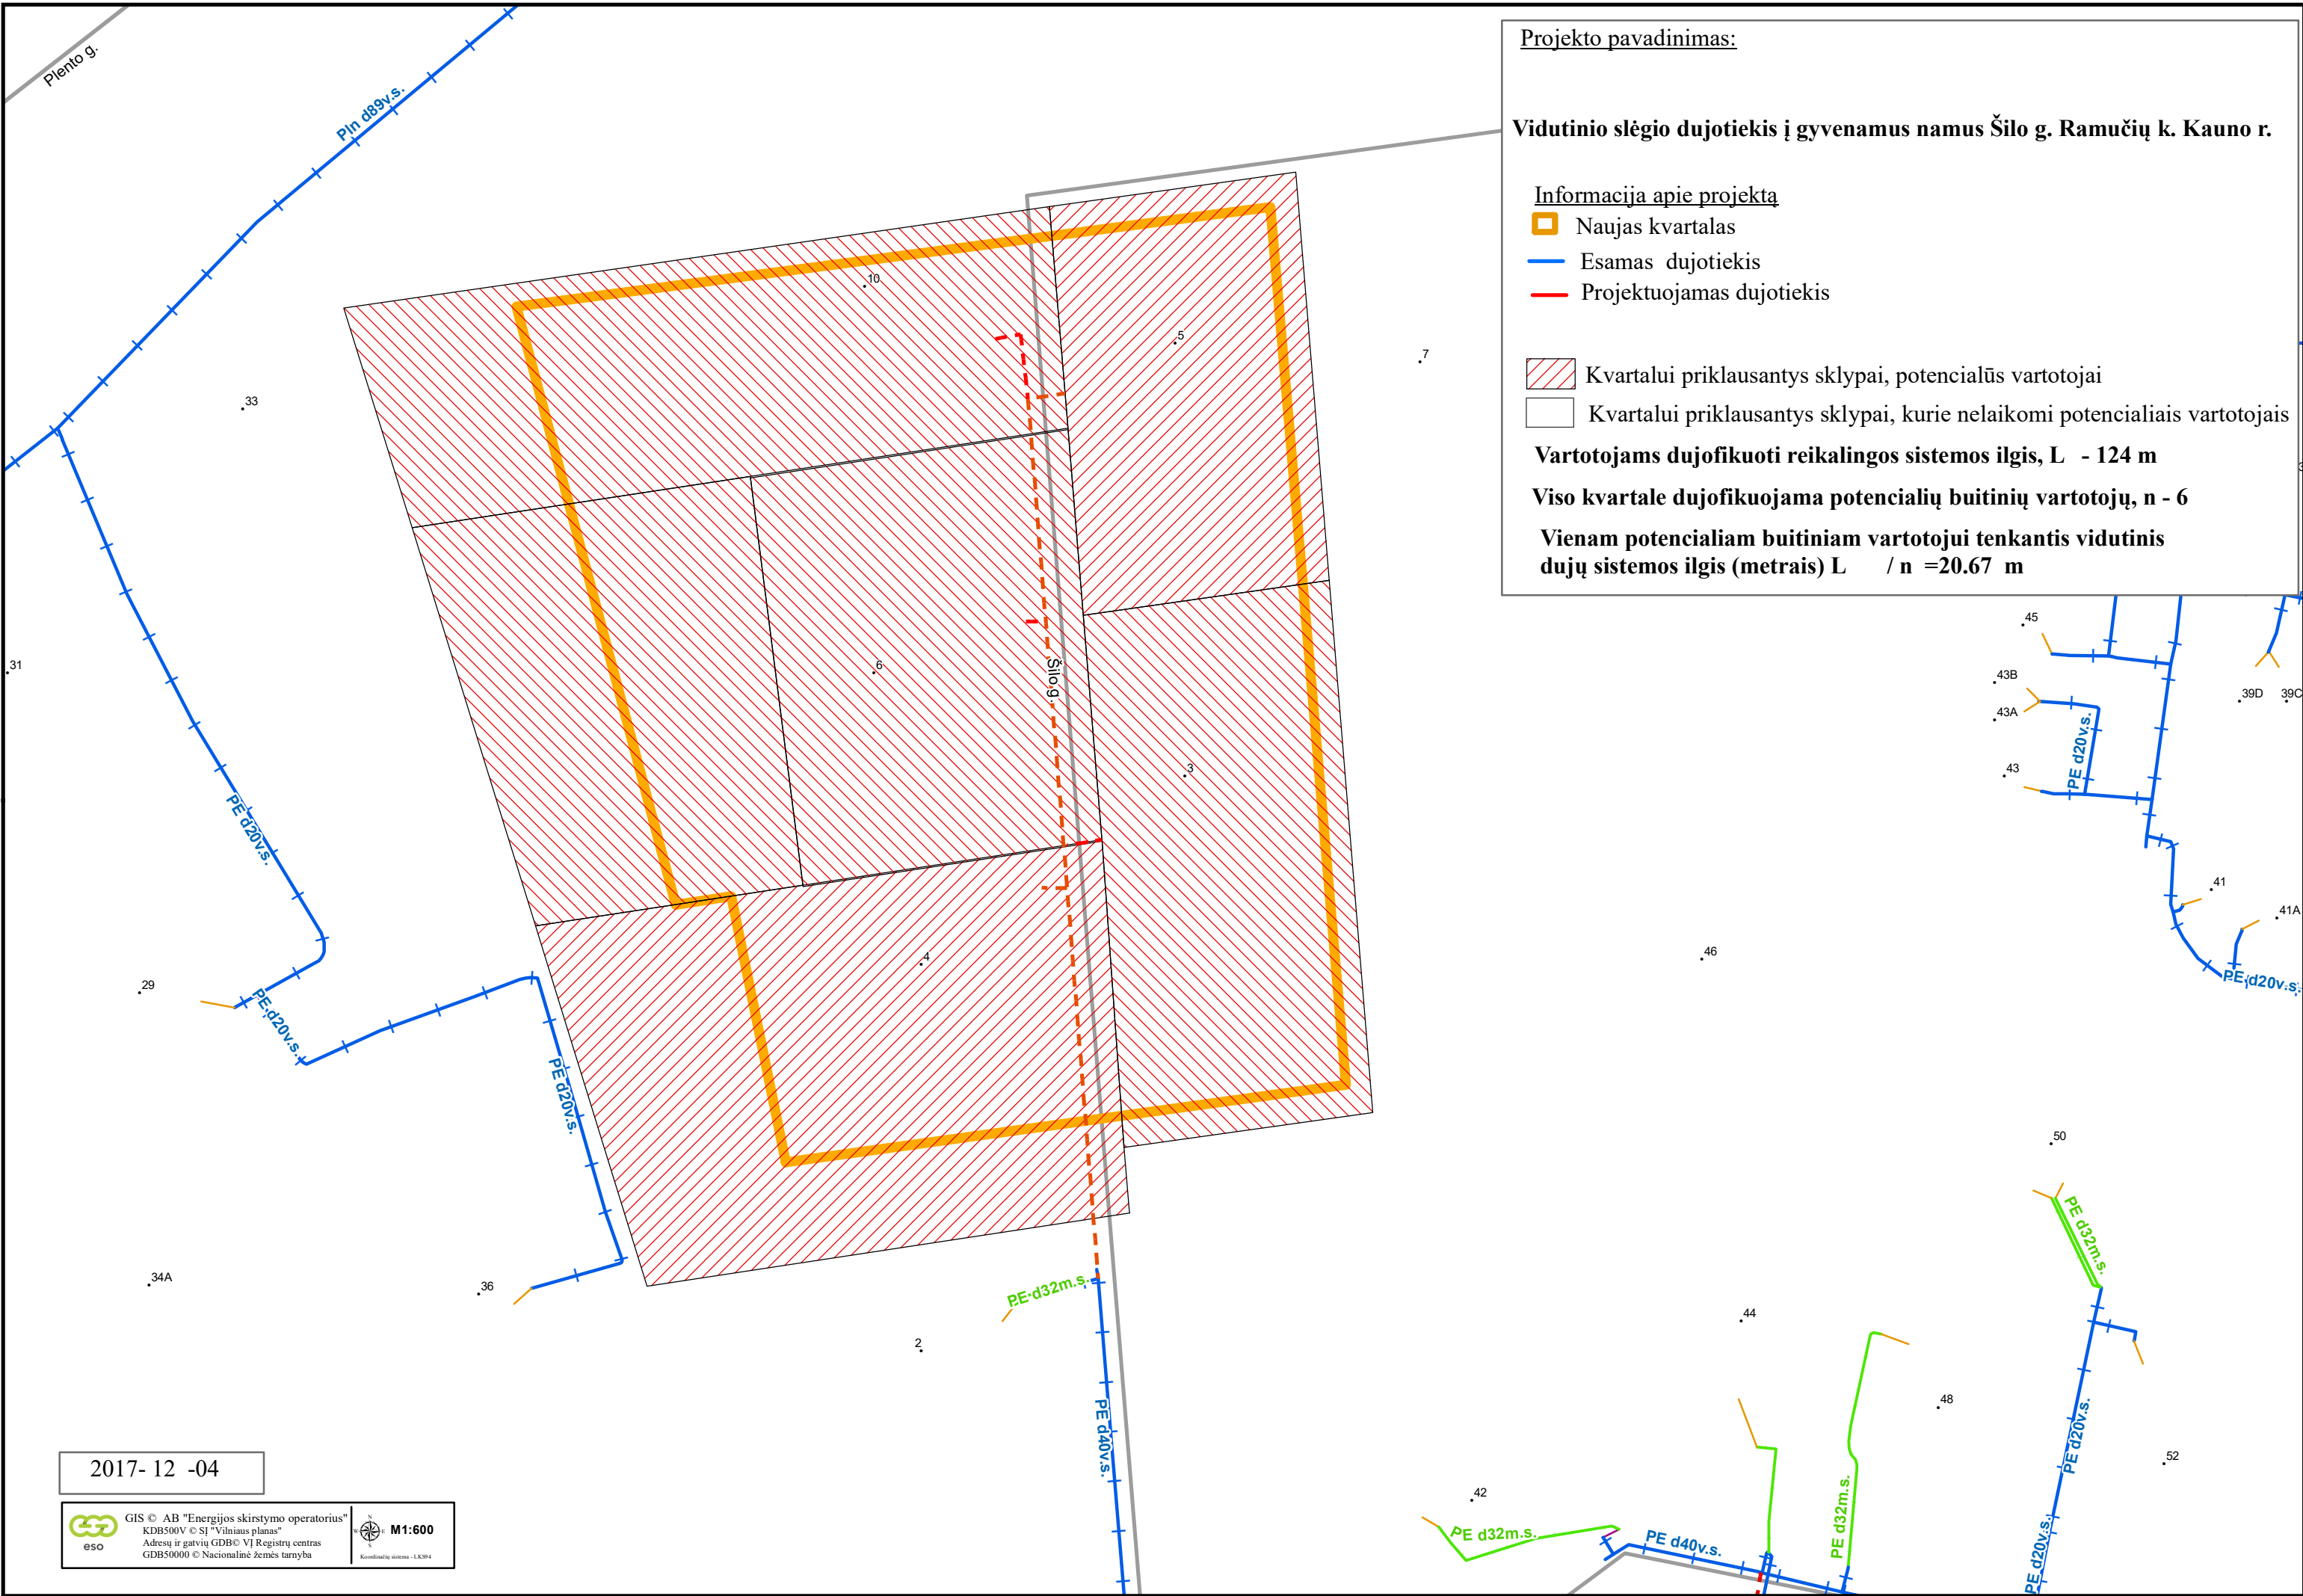 Plento g.
Pln d89v.s.
Projekto pavadinimas:
Vidutinio slėgio dujotiekis į gyvenamus namus Šilo g. Ramučių k. Kauno r.
Informacija apie projektą
Naujas kvartalas
Esamas dujotiekis
Projektuojamas dujotiekis
Kvartalui priklausantys sklypai, potencialūs vartotojai
Kvartalui priklausantys sklypai, kurie nelaikomi potencialiais vartotojais
Vartotojams dujofikuoti reikalingos sistemos ilgis, L - 124 m
Viso kvartale dujofikuojama potencialių buitinių vartotojų, n - 6
Vienam potencialiam buitiniam vartotojui tenkantis vidutinis
dujų sistemos ilgis (metrais) L / n =20.67 m
10
5
7
33
31
6
Šilo g.
3
4
45
43B
43A
43
PE d20v.s.
39D
39C
41
41A
PE d20v.s.
46
PE d20v.s.
29
PE d20v.s.
PE d20v.s.
34A
36
PE d32m.s.
2
PE d40v.s.
50
PE d32m.s.
44
48
52
PE d20v.s.
42
PE d32m.s.
PE d40v.s.
PE d32m.s.
PE d20v.s.
2017- 12 -04
eso
GIS © AB "Energijos skirstymo operatorius"
KDB500V © SĮ "Vilniaus planas"
Adresų ir gatvių GDB© VĮ Registrų centras
GDB50000 © Nacionalinė žemės tarnyba
N
W
E
S
M1:600
Koordinačių sistema - LKS94